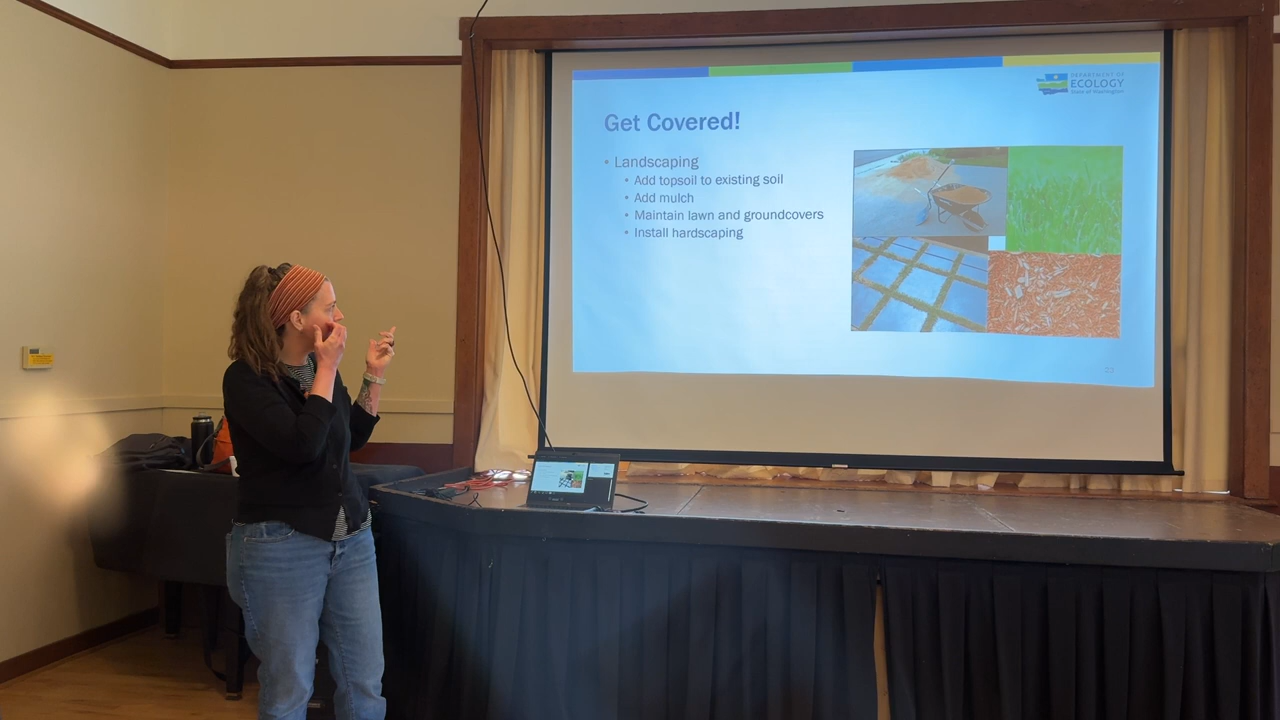 DEPARTMENT OF
ECOLOGY
State of Washington
Get Covered!
• Landscaping
• Add topsoil to existing soil
• Add mulch
• Maintain lawn and groundcovers
• Install hardscaping